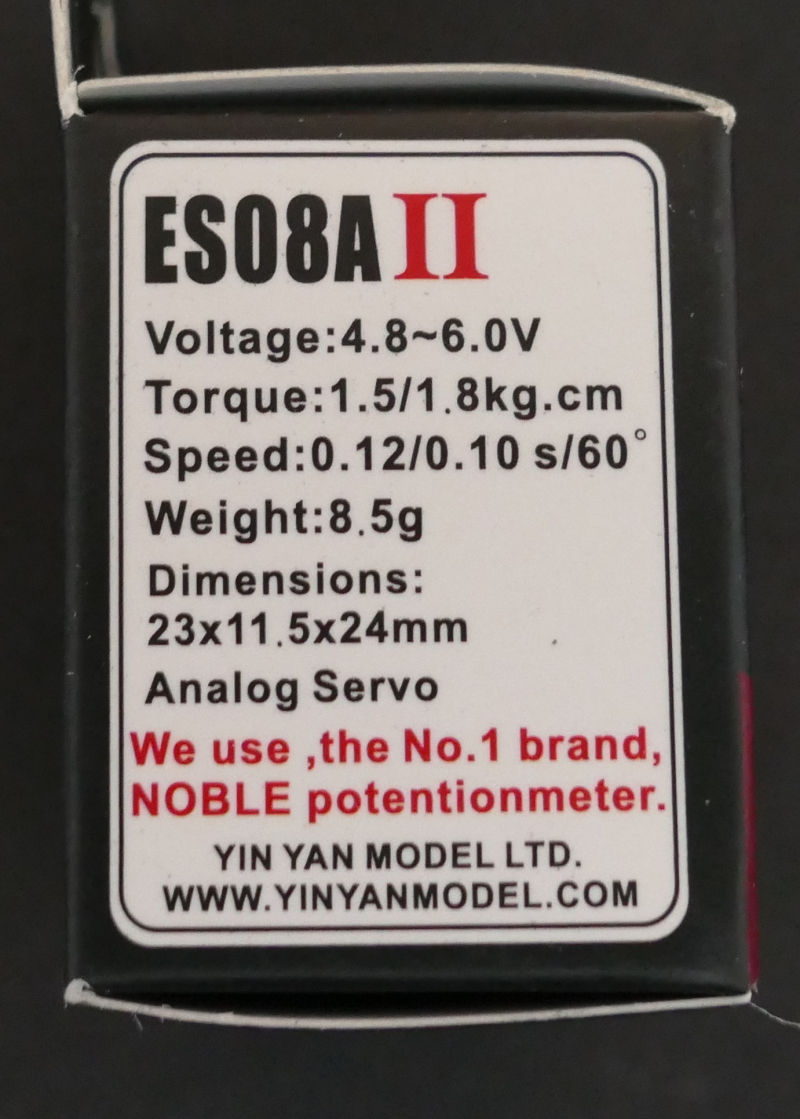 ES08A II
Voltage:4.8~6.0V
Torque:1.5/1.8kg.cm
Speed:0.12/0.10 s/60°
Weight:8.5g
Dimensions:
23x11.5x24mm
Analog Servo
We use ,the No.1 brand,
NOBLE potentionmeter.
YIN YAN MODEL LTD.
WWW.YINYANMODEL.COM